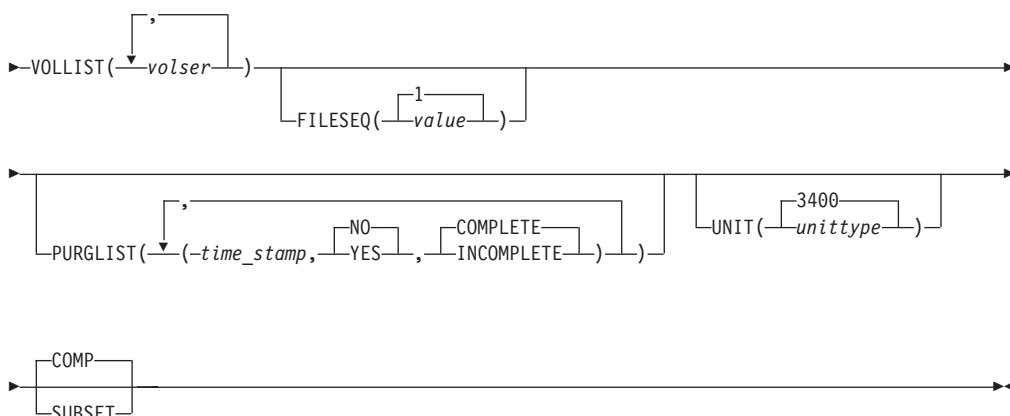 ,
VOLLIST( volser )
1
FILESEQ( value )
,
NO COMPLETE 3400
PURGLIST( (time_stamp, YES , INCOMPLETE ) ) UNIT( unittype )
COMP
SUBSET